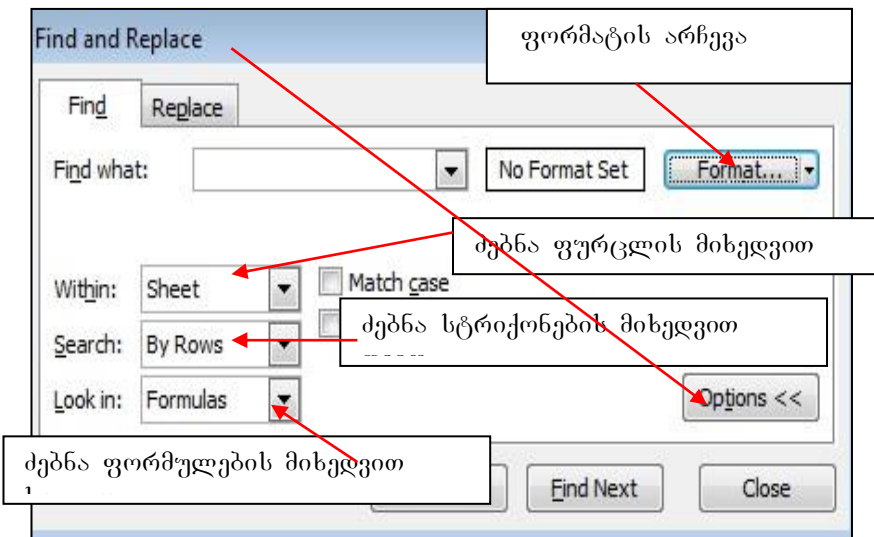 Find and Replace
ფორმატის არჩევა
Find
Replace
Find what:
No Format Set
Format...
ძებნა ფურცლის მიხედვით
Within:
Sheet
Match case
ძებნა სტრიქონების მიხედვით
Search:
By Rows
Look in:
Formulas
Options <<
ძებნა ფორმულების მიხედვით
Find Next
Close